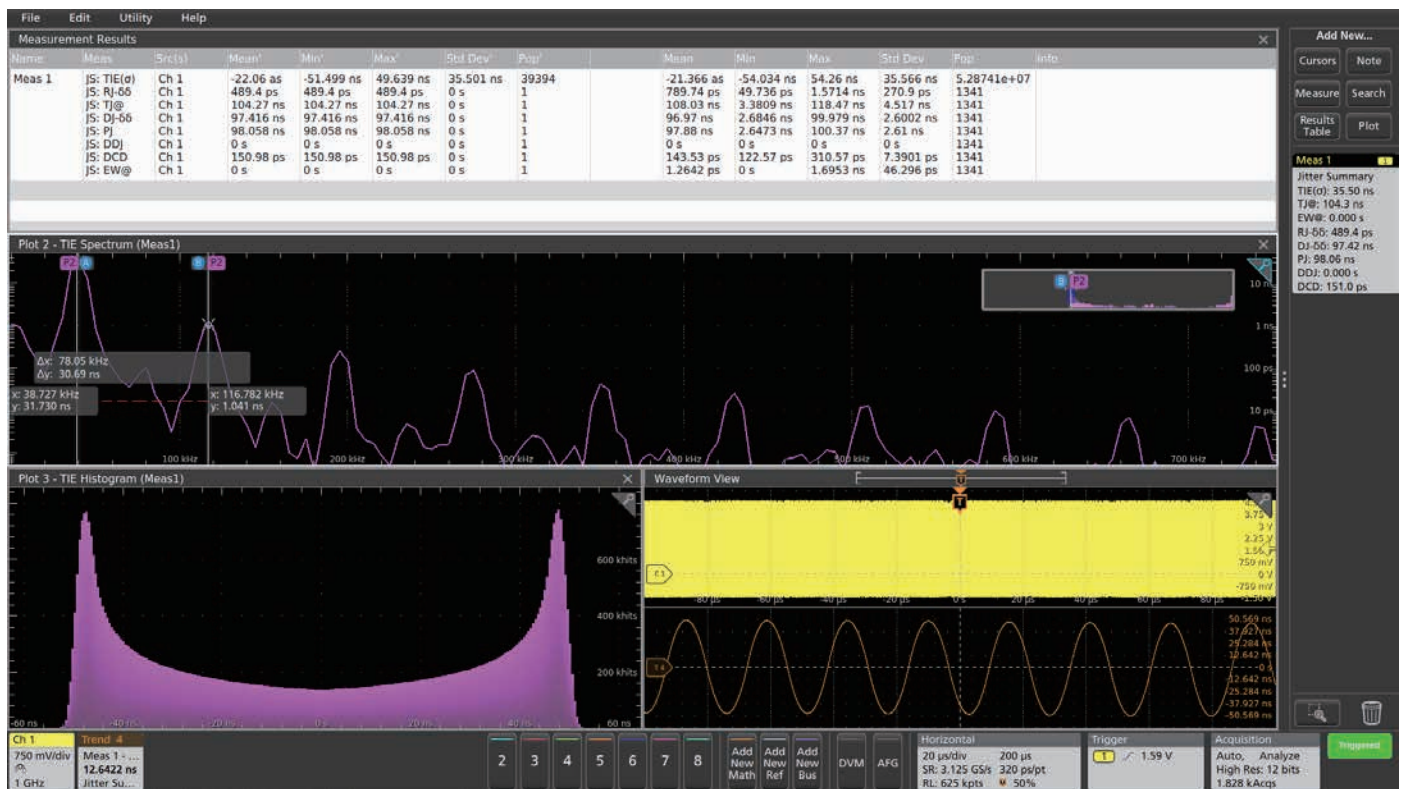 File Edit Utility Help
Measurement Results
Name Meas Src(s) Mean' Min' Max' Std Dev' Pop' Mean Min Max Std Dev Pop Info
Meas 1 JS: TIE(σ) Ch 1 -22.06 as -51.499 ns 49.639 ns 35.501 ns 39394 -21.366 as -54.034 ns 54.26 ns 35.566 ns 5.28741e+07
JS: RJ-δδ Ch 1 489.4 ps 489.4 ps 489.4 ps 0 s 1 789.74 ps 49.736 ps 1.5714 ns 270.9 ps 1341
JS: TJ@ Ch 1 104.27 ns 104.27 ns 104.27 ns 0 s 1 108.03 ns 3.3809 ns 118.47 ns 4.517 ns 1341
JS: DJ-δδ Ch 1 97.416 ns 97.416 ns 97.416 ns 0 s 1 96.97 ns 2.6846 ns 99.979 ns 2.6002 ns 1341
JS: PJ Ch 1 98.058 ns 98.058 ns 98.058 ns 0 s 1 97.88 ns 2.6473 ns 100.37 ns 2.61 ns 1341
JS: DDJ Ch 1 0 s 0 s 0 s 0 s 1 0 s 0 s 0 s 0 s 1341
JS: DCD Ch 1 150.98 ps 150.98 ps 150.98 ps 0 s 1 143.53 ps 122.57 ps 310.57 ps 7.3901 ps 1341
JS: EW@ Ch 1 0 s 0 s 0 s 0 s 1 1.2642 ps 0 s 1.6953 ns 46.296 ps 1341
Plot 2 - TIE Spectrum (Meas1)
P2 A B P2
B P2
10 ns
1 ns
100 ps
10 ps
Δx: 78.05 kHz
Δy: 30.69 ns
x: 38.727 kHz
y: 31.730 ns
x: 116.782 kHz
y: 1.041 ns
100 kHz 200 kHz 300 kHz 400 kHz 500 kHz 600 kHz 700 kHz
Plot 3 - TIE Histogram (Meas1)
600 khits
400 khits
200 khits
-60 ns -40 ns -20 ns 0 s 20 ns 40 ns 60 ns
Waveform View
T
3.75 V
3 V
2.25 V
750 mV
0 V
-750 mV
-1.50 V
C1
-80 µs -60 µs -40 µs -20 µs 0 s 20 µs 40 µs 60 µs 80 µs
50.569 ns
37.927 ns
25.284 ns
12.642 ns
0 s
-12.642 ns
-25.284 ns
-37.927 ns
-50.569 ns
T4
Add New...
Cursors Note
Measure Search
Results Table Plot
Meas 1 1
Jitter Summary
TIE(σ): 35.50 ns
TJ@: 104.3 ns
EW@: 0.000 s
RJ-δδ: 489.4 ps
DJ-δδ: 97.42 ns
PJ: 98.06 ns
DDJ: 0.000 s
DCD: 151.0 ps
Ch 1
750 mV/div
1 GHz
Trend 4
Meas 1 - ...
12.6422 ns
Jitter Su...
2 3 4 5 6 7 8
Add New Math
Add New Ref
Add New Bus
DVM AFG
Horizontal
20 µs/div 200 µs
SR: 3.125 GS/s 320 ps/pt
RL: 625 kpts 50%
Trigger
1 1.59 V
Acquisition
Auto, Analyze
High Res: 12 bits
1.828 kAcqs
Triggered